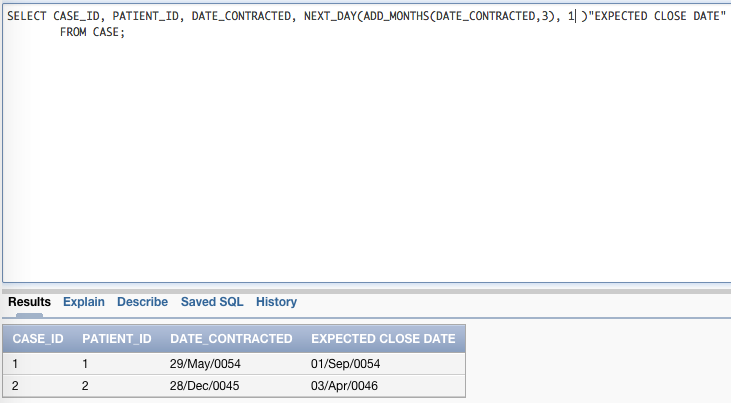 SELECT CASE_ID, PATIENT_ID, DATE_CONTRACTED, NEXT_DAY(ADD_MONTHS(DATE_CONTRACTED,3), 1 )"EXPECTED CLOSE DATE"
FROM CASE;
Results Explain Describe Saved SQL History
CASE_ID PATIENT_ID DATE_CONTRACTED EXPECTED CLOSE DATE
1 1 29/May/0054 01/Sep/0054
2 2 28/Dec/0045 03/Apr/0046